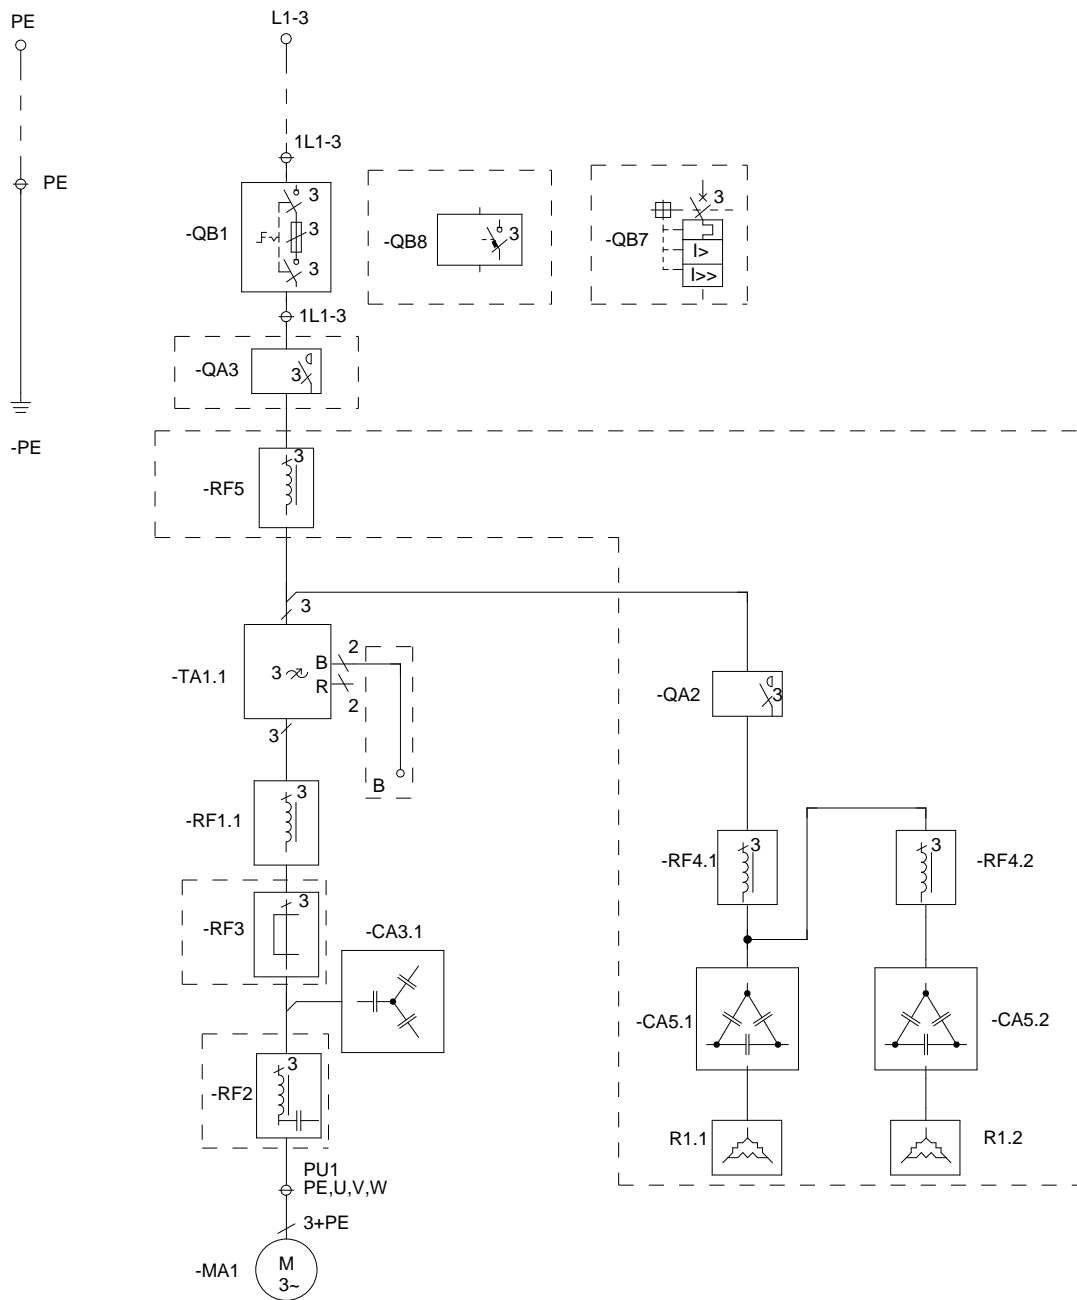 PE
L1-3
1L1-3
PE
-QB1
3
3
3
-QB8
3
-QB7
3
I>
I>>
1L1-3
-QA3
3
-PE
-RF5
3
3
-TA1.1
3
B
R
2
2
3
B
-QA2
3
-RF1.1
3
-RF4.1
3
3
-RF4.2
-RF3
3
-CA3.1
-CA5.1
-CA5.2
-RF2
3
R1.1
R1.2
PU1
PE,U,V,W
3+PE
-MA1
M
3~